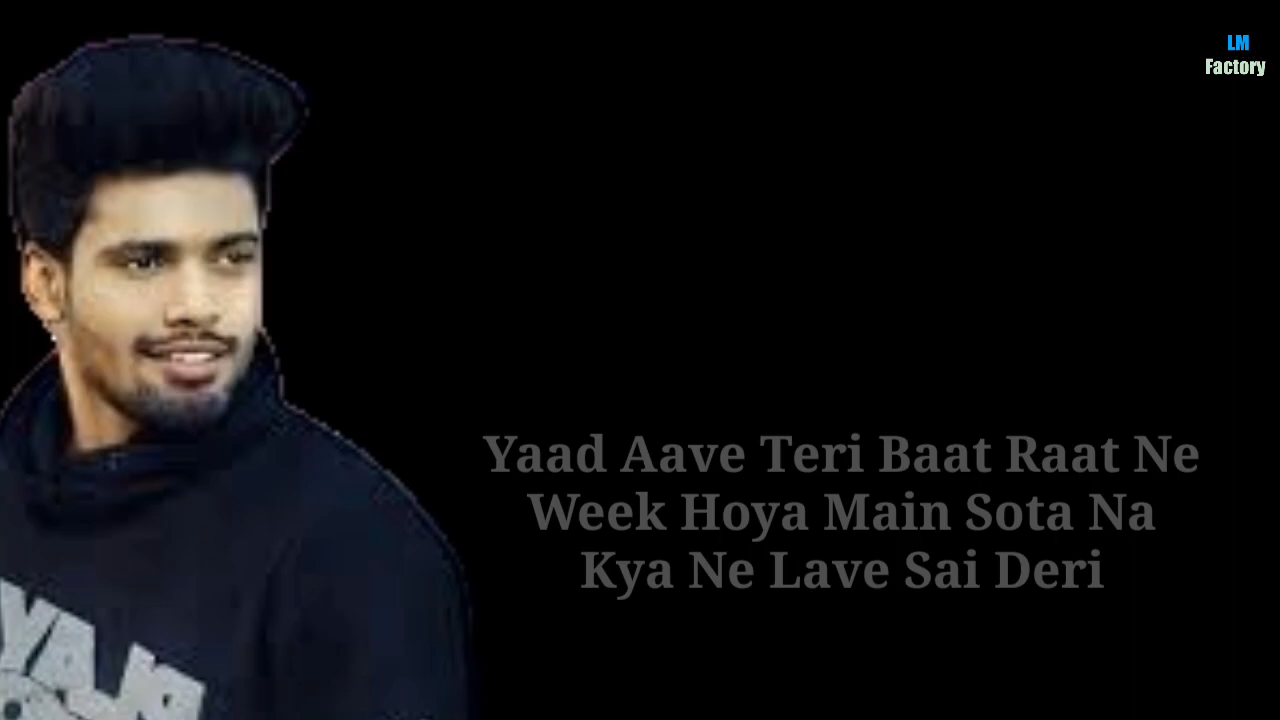 LM
Factory
Yaad Aave Teri Baat Raat Ne
Week Hoya Main Sota Na
Kya Ne Lave Sai Deri